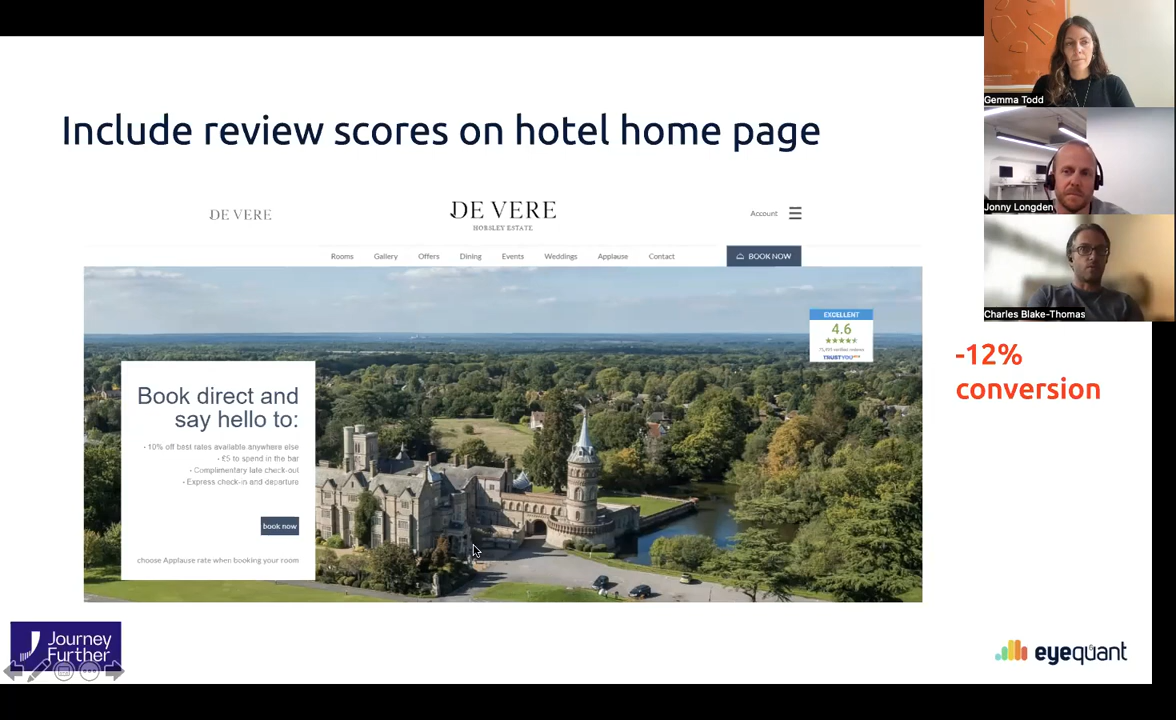 Include review scores on hotel home page
DE VERE
DE VERE
HORSLEY ESTATE
Account
Rooms
Gallery
Offers
Dining
Events
Weddings
Applause
Contact
BOOK NOW
EXCELLENT
4.6
verified reviews
TRUSTYOU
Book direct and
say hello to:
• 10% off best rates available anywhere else
• £5 to spend in the bar
• Complimentary late check-out
• Express check-in and departure
book now
choose Applause rate when booking your room
-12%
conversion
Gemma Todd
Jonny Longden
Charles Blake-Thomas
Journey
Further
eyequant